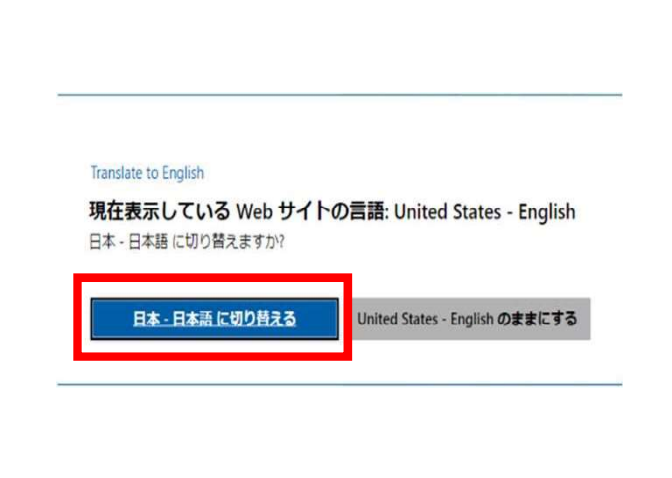 Translate to English
現在表示している Web サイトの言語: United States - English
日本 - 日本語 に切り替えますか?
日本 - 日本語 に切り替える
United States - English のままにする